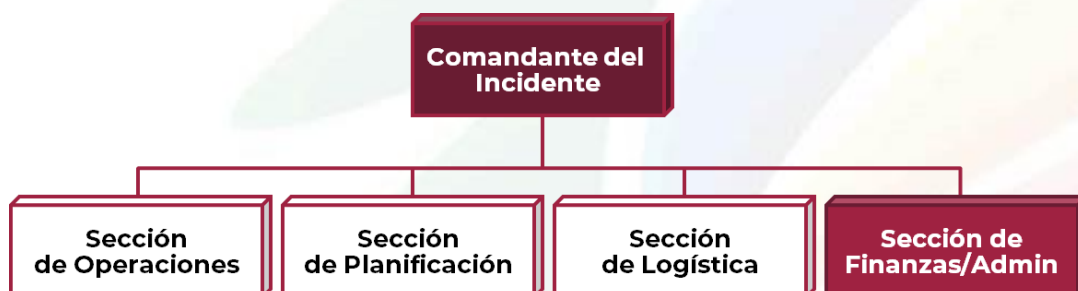 Comandante del
Incidente
Sección
de Operaciones
Sección
de Planificación
Sección
de Logística
Sección de
Finanzas/Admin